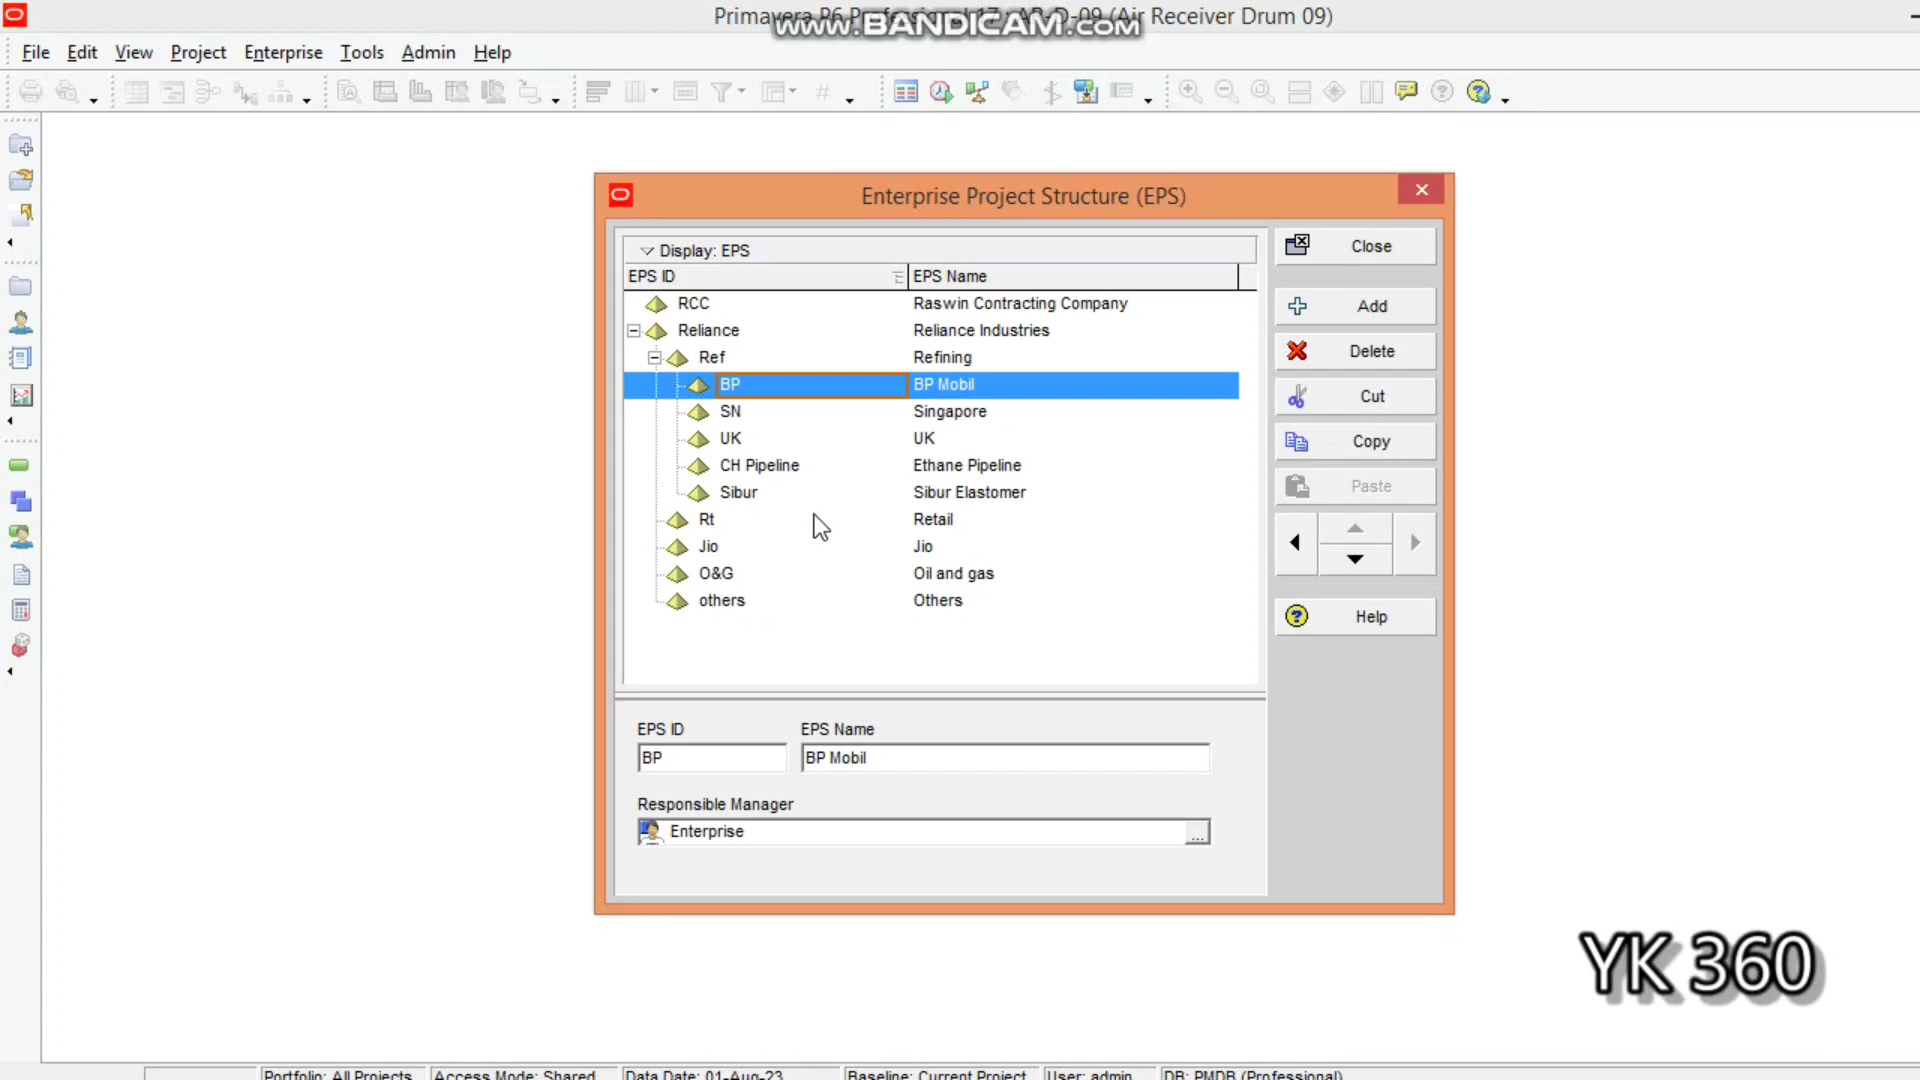 Primavera P6 Professional 17 : AR-D-09 (Air Receiver Drum 09)
www.BANDICAM.com
File Edit View Project Enterprise Tools Admin Help
Enterprise Project Structure (EPS)
Display: EPS
Close
EPS ID EPS Name
RCC Raswin Contracting Company
Add
Reliance Reliance Industries
Ref Refining
Delete
BP BP Mobil
Cut
SN Singapore
UK UK
Copy
CH Pipeline Ethane Pipeline
Sibur Sibur Elastomer
Paste
Rt Retail
Jio Jio
O&G Oil and gas
others Others
Help
EPS ID EPS Name
BP BP Mobil
Responsible Manager
Enterprise ...
YK 360
Portfolio: All Projects Access Mode: Shared Data Date: 01-Aug-23 Baseline: Current Project User: admin DB: PMDB (Professional)